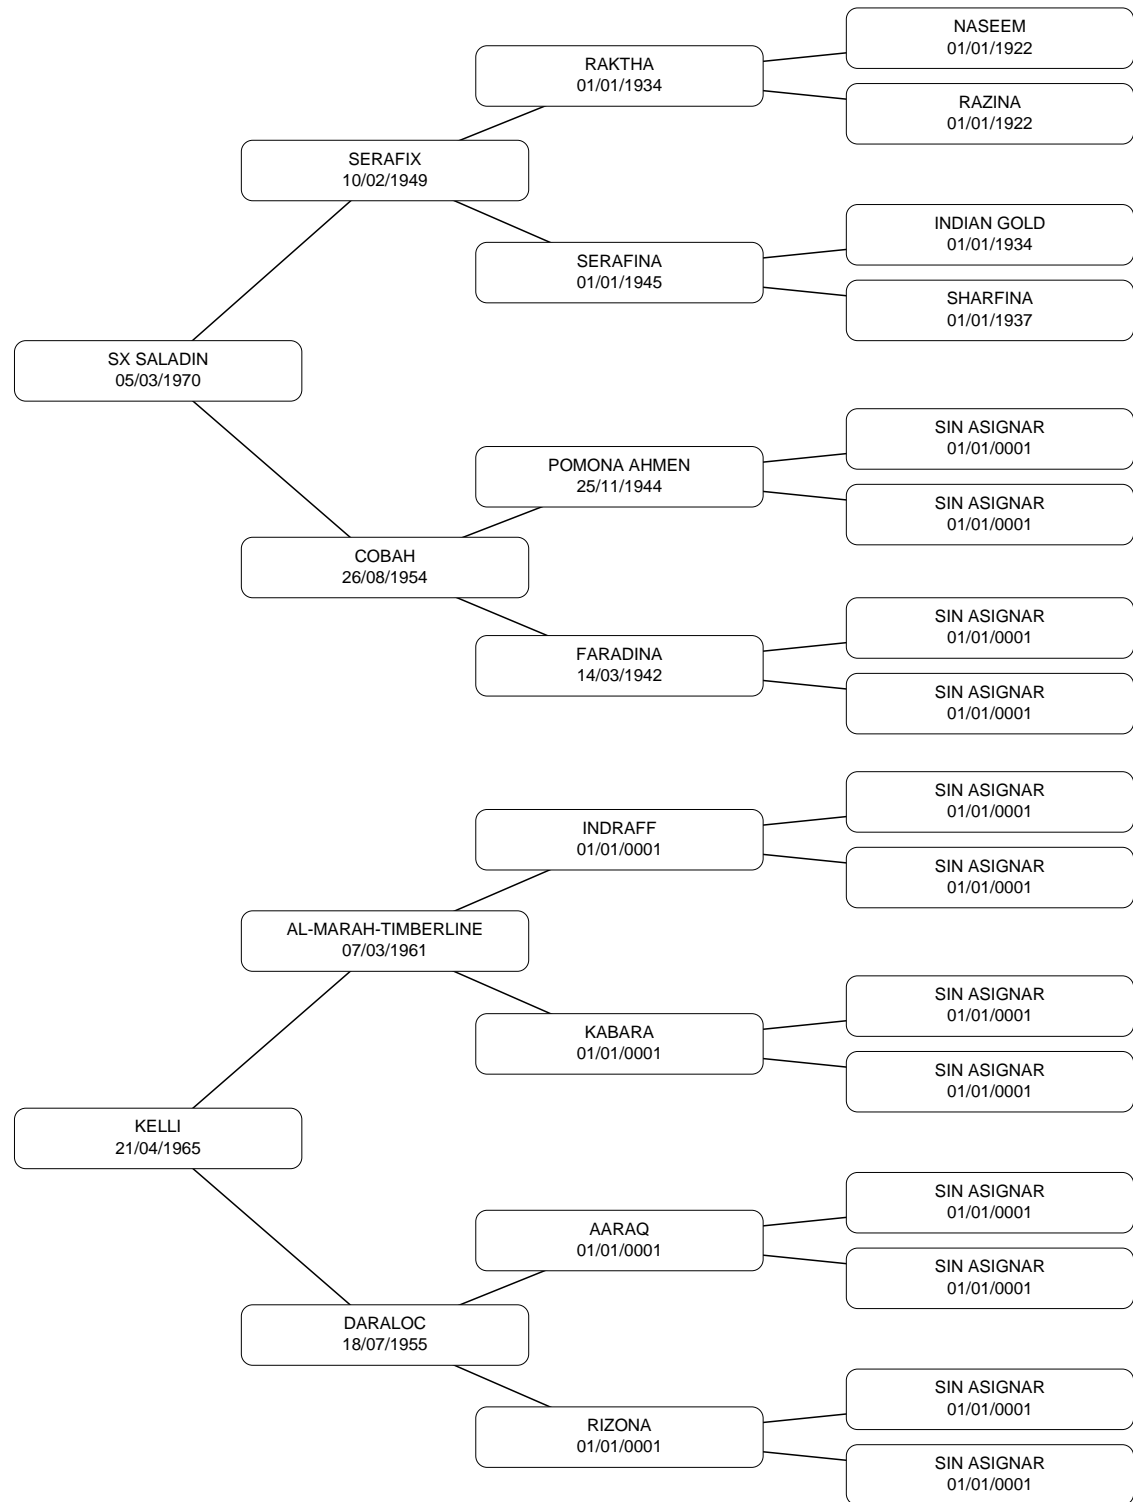 NASEEM
01/01/1922
RAKTHA
01/01/1934
RAZINA
01/01/1922
SERAFIX
10/02/1949
INDIAN GOLD
01/01/1934
SERAFINA
01/01/1945
SHARFINA
01/01/1937
SX SALADIN
05/03/1970
SIN ASIGNAR
01/01/0001
POMONA AHMEN
25/11/1944
SIN ASIGNAR
01/01/0001
COBAH
26/08/1954
SIN ASIGNAR
01/01/0001
FARADINA
14/03/1942
SIN ASIGNAR
01/01/0001
SIN ASIGNAR
01/01/0001
INDRAFF
01/01/0001
SIN ASIGNAR
01/01/0001
AL-MARAH-TIMBERLINE
07/03/1961
SIN ASIGNAR
01/01/0001
KABARA
01/01/0001
SIN ASIGNAR
01/01/0001
KELLI
21/04/1965
SIN ASIGNAR
01/01/0001
AARAQ
01/01/0001
SIN ASIGNAR
01/01/0001
DARALOC
18/07/1955
SIN ASIGNAR
01/01/0001
RIZONA
01/01/0001
SIN ASIGNAR
01/01/0001